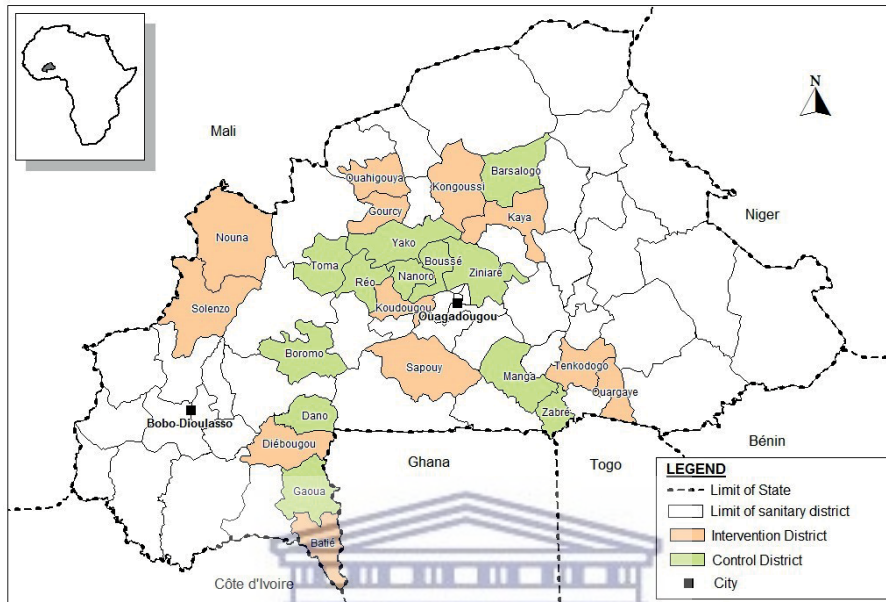 N
Mali
Niger
Barsalogo
Ouahigouya
Kongoussi
Kaya
Gourcy
Nouna
Yako
Toma
Boussé
Ziniaré
Réo
Nanoro
Solenzo
Koudougou
Ouagadougou
Boromo
Sapouy
Tenkodogo
Manga
Ouargaye
Bobo-Dioulasso
Dano
Zabré
Diébougou
Bénin
Ghana
Togo
Gaoua
Batié
Côte d'Ivoire
LEGEND
Limit of State
Limit of sanitary district
Intervention District
Control District
City